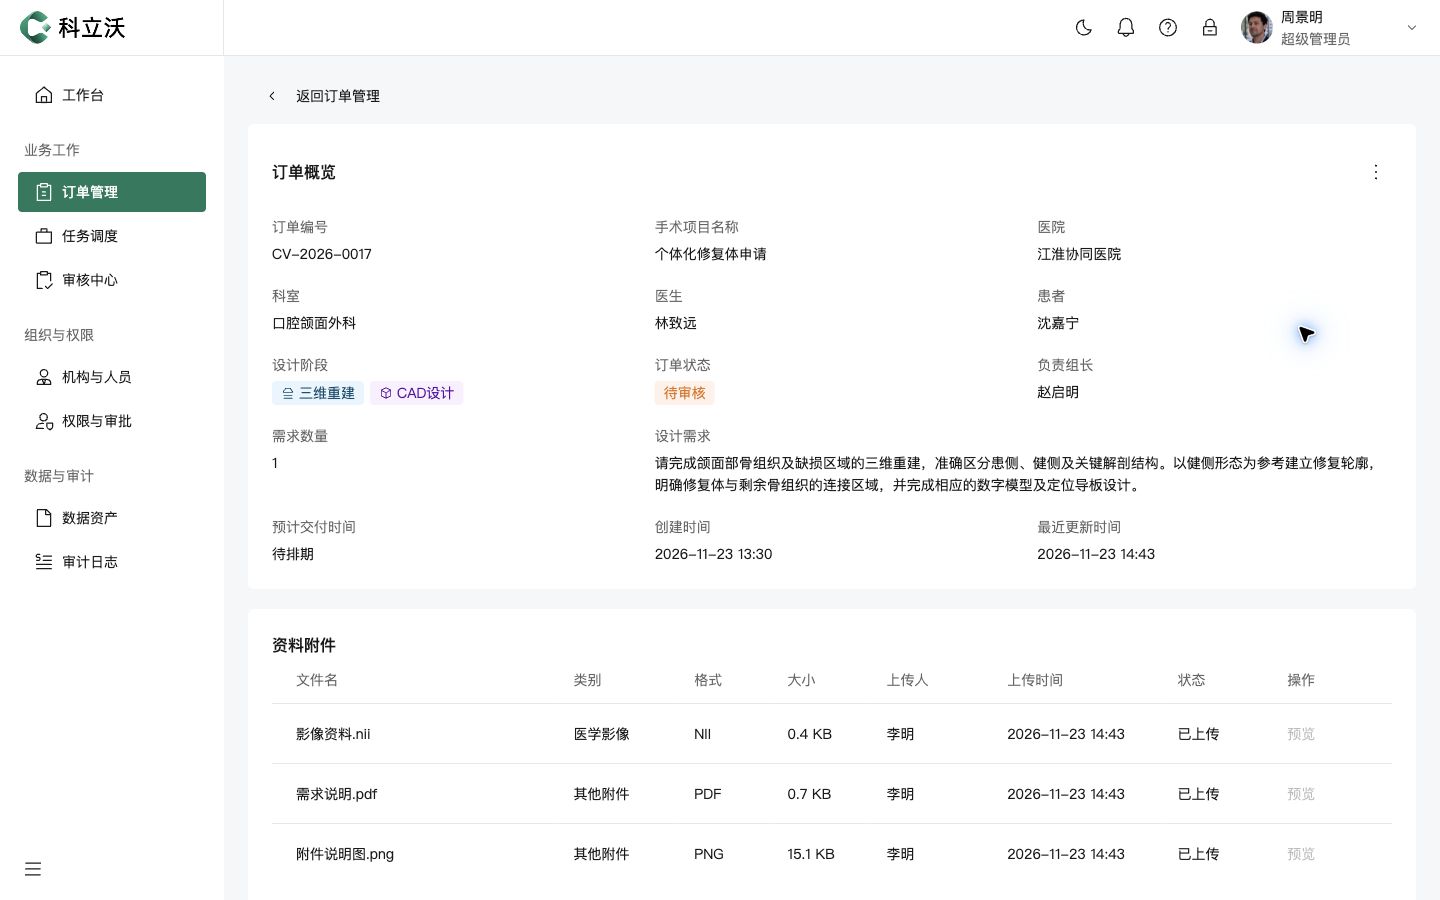 科立沃
周景明
超级管理员
工作台
业务工作
订单管理
任务调度
审核中心
组织与权限
机构与人员
权限与审批
数据与审计
数据资产
审计日志
返回订单管理
订单概览
订单编号
CV-2026-0017
手术项目名称
个体化修复体申请
医院
江淮协同医院
科室
口腔颌面外科
医生
林致远
患者
沈嘉宁
设计阶段
三维重建 CAD设计
订单状态
待审核
负责组长
赵启明
需求数量
1
设计需求
请完成颌面部骨组织及缺损区域的三维重建，准确区分患侧、健侧及关键解剖结构。以健侧形态为参考建立修复轮廓，
明确修复体与剩余骨组织的连接区域，并完成相应的数字模型及定位导板设计。
预计交付时间
待排期
创建时间
2026-11-23 13:30
最近更新时间
2026-11-23 14:43
资料附件
文件名 类别 格式 大小 上传人 上传时间 状态 操作
影像资料.nii 医学影像 NII 0.4 KB 李明 2026-11-23 14:43 已上传 预览
需求说明.pdf 其他附件 PDF 0.7 KB 李明 2026-11-23 14:43 已上传 预览
附件说明图.png 其他附件 PNG 15.1 KB 李明 2026-11-23 14:43 已上传 预览